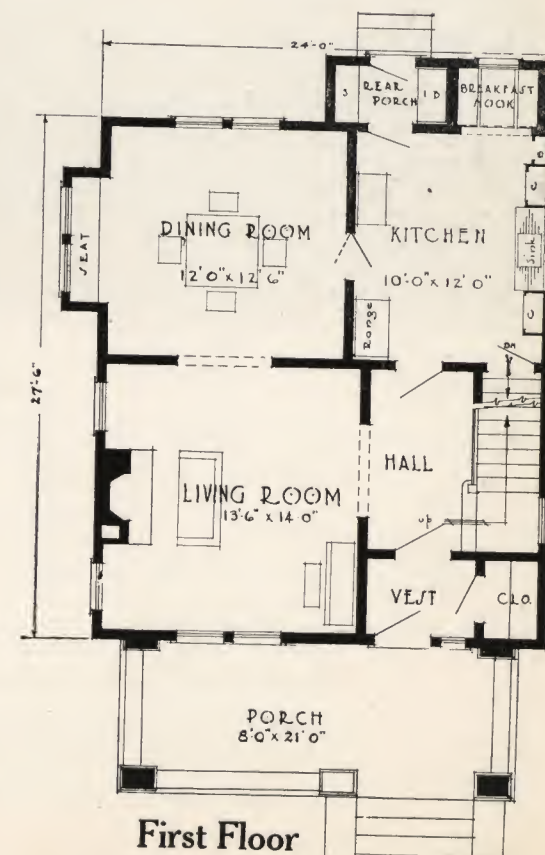 24'-0"
S
REAR
PORCH
I D
BREAKFAST
NOOK
27'-6"
SEAT
DINING ROOM
12'0" x 12'6"
KITCHEN
10'-0" x 12'0"
C
Sink
C
Range
DN
LIVING ROOM
13'-6" x 14'0"
HALL
up
VEST
CLO.
PORCH
8'0" x 21'0"
First Floor